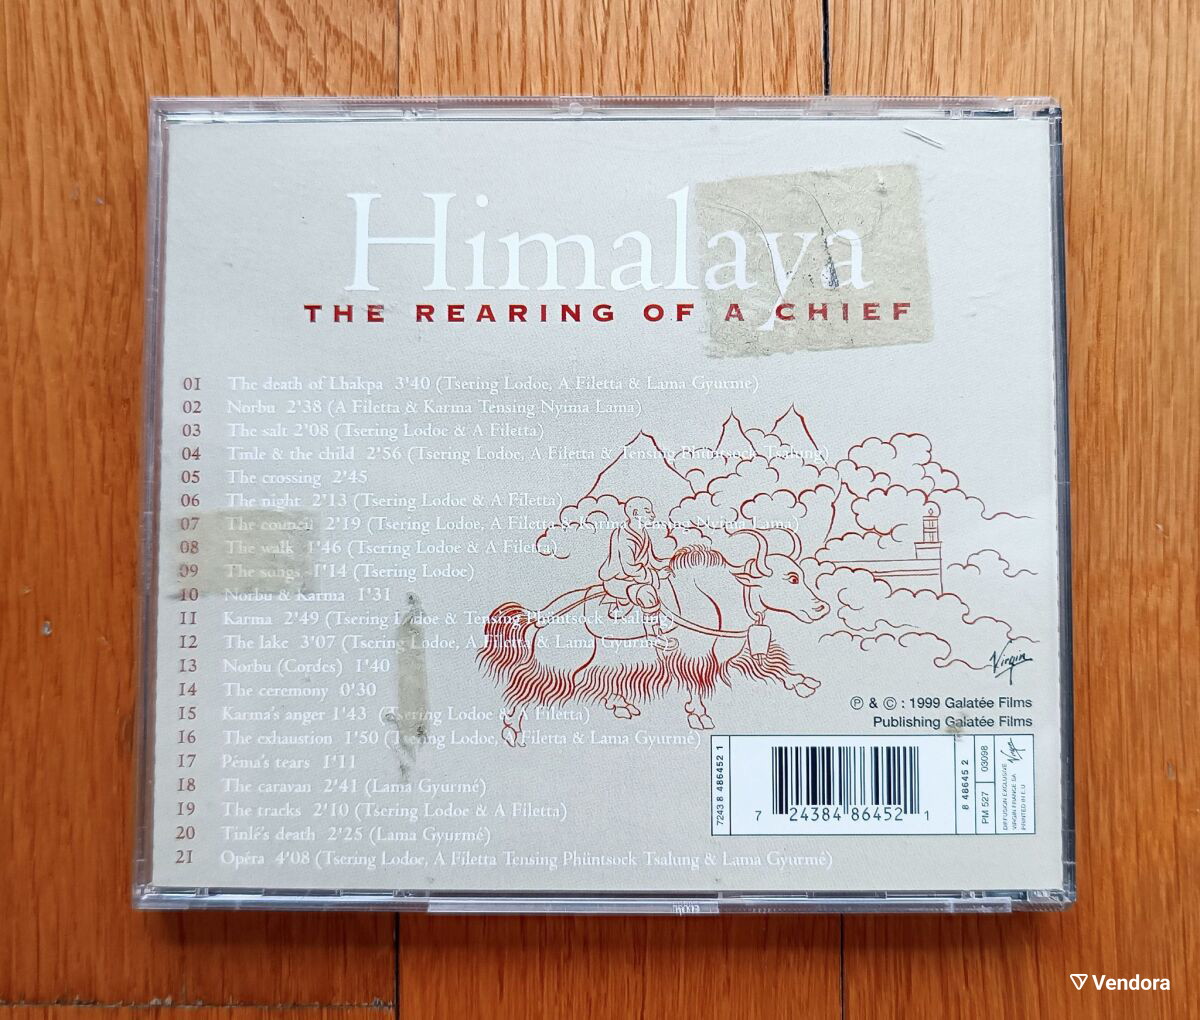 Himalaya
THE REARING OF A CHIEF
01 The death of Lhakpa 3'40 (Tsering Lodoe, A Filetta & Lama Gyurmé)
02 Norbu 2'38 (A Filetta & Karma Tensing Nyima Lama)
03 The salt 2'08 (Tsering Lodoe & A Filetta)
04 Tinle & the child 2'56 (Tsering Lodoe, A Filetta & Tensing Phüntsock Tsalung)
05 The crossing 2'45
06 The night 2'13 (Tsering Lodoe & A Filetta)
07 The council 2'19 (Tsering Lodoe, A Filetta & Karma Tensing Nyima Lama)
08 The walk 1'46 (Tsering Lodoe & A Filetta)
09 The songs 1'14 (Tsering Lodoe)
10 Norbu & Karma 1'31
11 Karma 2'49 (Tsering Lodoe & Tensing Phüntsock Tsalung)
12 The lake 3'07 (Tsering Lodoe, A Filetta & Lama Gyurmé)
13 Norbu (Cordes) 1'40
14 The ceremony 0'30
15 Karma's anger 1'43 (Tsering Lodoe & A Filetta)
16 The exhaustion 1'50 (Tsering Lodoe, A Filetta & Lama Gyurmé)
17 Pému's tears 1'11
18 The caravan 2'41 (Lama Gyurmé)
19 The tracks 2'10 (Tsering Lodoe & A Filetta)
20 Tinlé's death 2'25 (Lama Gyurmé)
21 Opéra 4'08 (Tsering Lodoe, A Filetta Tensing Phüntsock Tsalung & Lama Gyurmé)
Virgin
℗ & © : 1999 Galatée Films
Publishing Galatée Films
7243 8 486452 1
7 24384 86452 1
8 48645 2
PM 527 03098
DIFFUSION EXCLUSIVE
VIRGIN FRANCE SA
PRINTED IN E.U
Virgin
Vendora